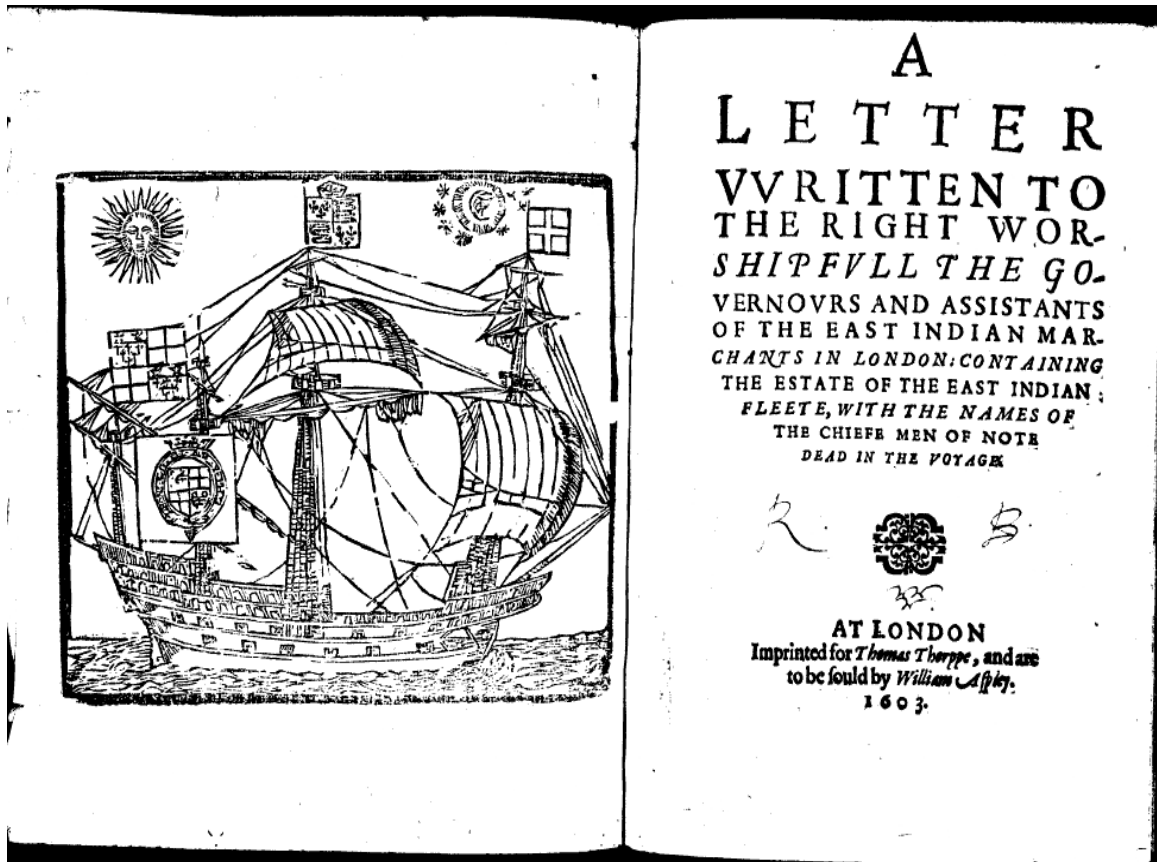 A
LETTER
VVRITTEN TO
THE RIGHT WOR-
SHIPFVLL THE GO-
VERNOVRS AND ASSISTANTS
OF THE EAST INDIAN MAR-
CHANTS IN LONDON: CONTAINING
THE ESTATE OF THE EAST INDIAN
FLEETE, WITH THE NAMES OF
THE CHIEFE MEN OF NOTE
DEAD IN THE VOYAGE.
R. B.
AT LONDON
Imprinted for Thomas Thorppe, and are
to be ſould by William Aſpley.
1603.